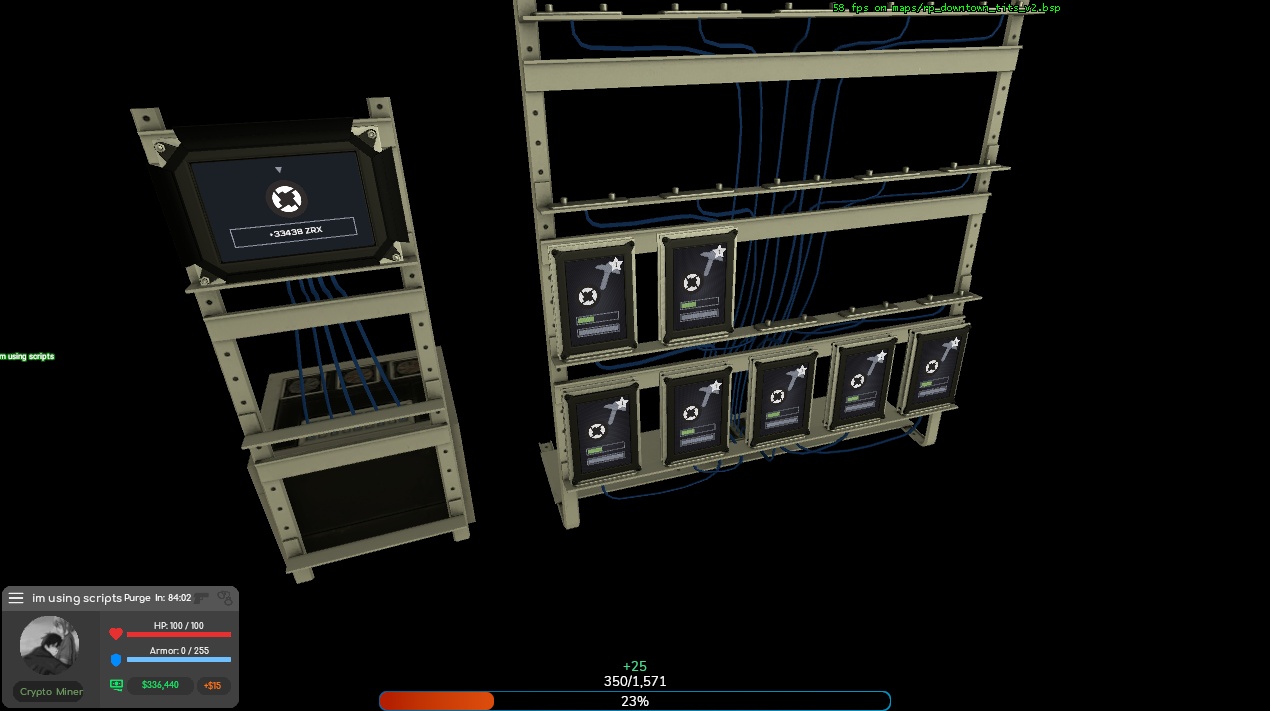 58 fps on maps/rp_downtown_tits_v2.bsp
+33438 ZRX
m using scripts
im using scripts Purge In: 84:02
HP: 100 / 100
Armor: 0 / 255
Crypto Miner
$336,440
+$15
+25
350/1,571
23%